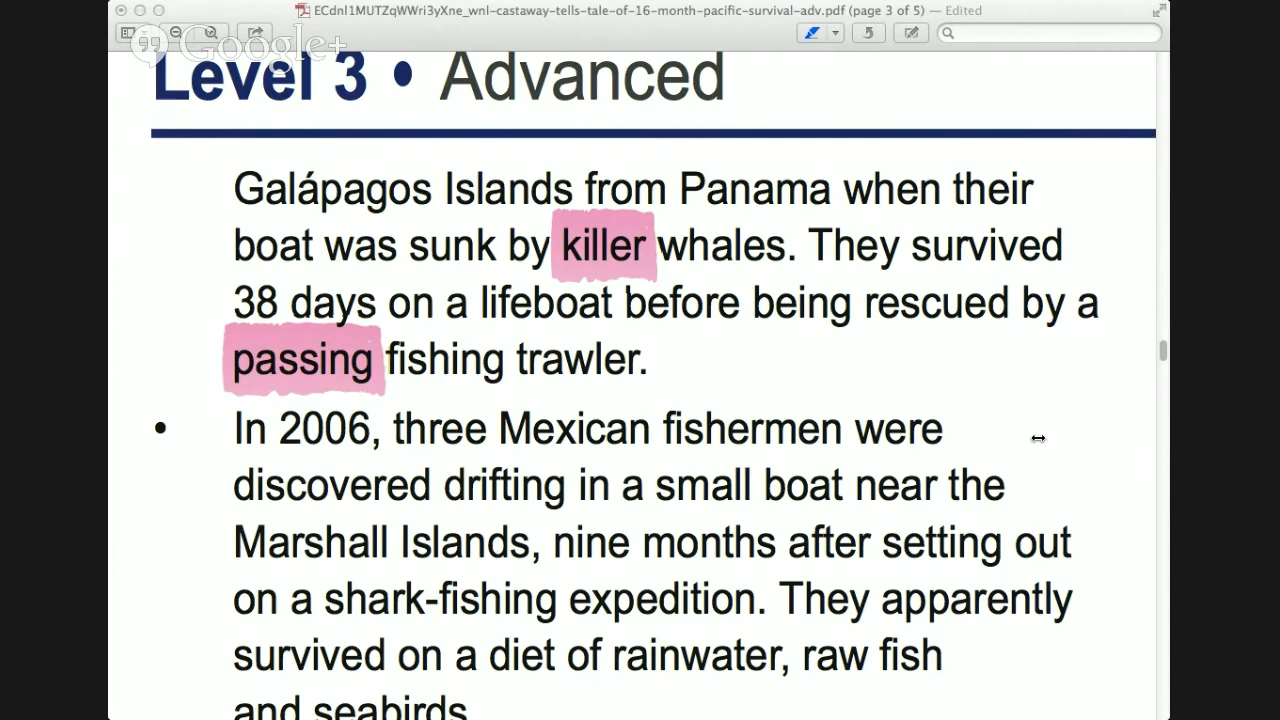 ECdnl1MUTZqWWri3yXne_wnl-castaway-tells-tale-of-16-month-pacific-survival-adv.pdf (page 3 of 5) — Edited
Google+
Level 3 • Advanced
Galápagos Islands from Panama when their
boat was sunk by killer whales. They survived
38 days on a lifeboat before being rescued by a
passing fishing trawler.
• In 2006, three Mexican fishermen were
discovered drifting in a small boat near the
Marshall Islands, nine months after setting out
on a shark-fishing expedition. They apparently
survived on a diet of rainwater, raw fish
and seabirds.